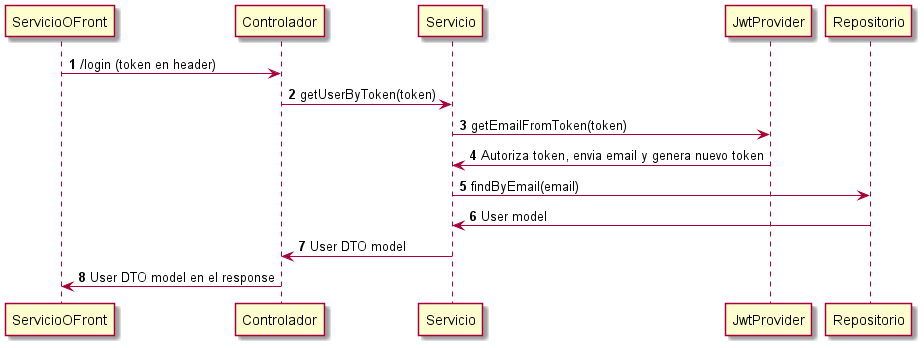 ServicioOFront Controlador Servicio JwtProvider Repositorio
1 /login (token en header)
2 getUserByToken(token)
3 getEmailFromToken(token)
4 Autoriza token, envia email y genera nuevo token
5 findByEmail(email)
6 User model
7 User DTO model
8 User DTO model en el response
ServicioOFront Controlador Servicio JwtProvider Repositorio